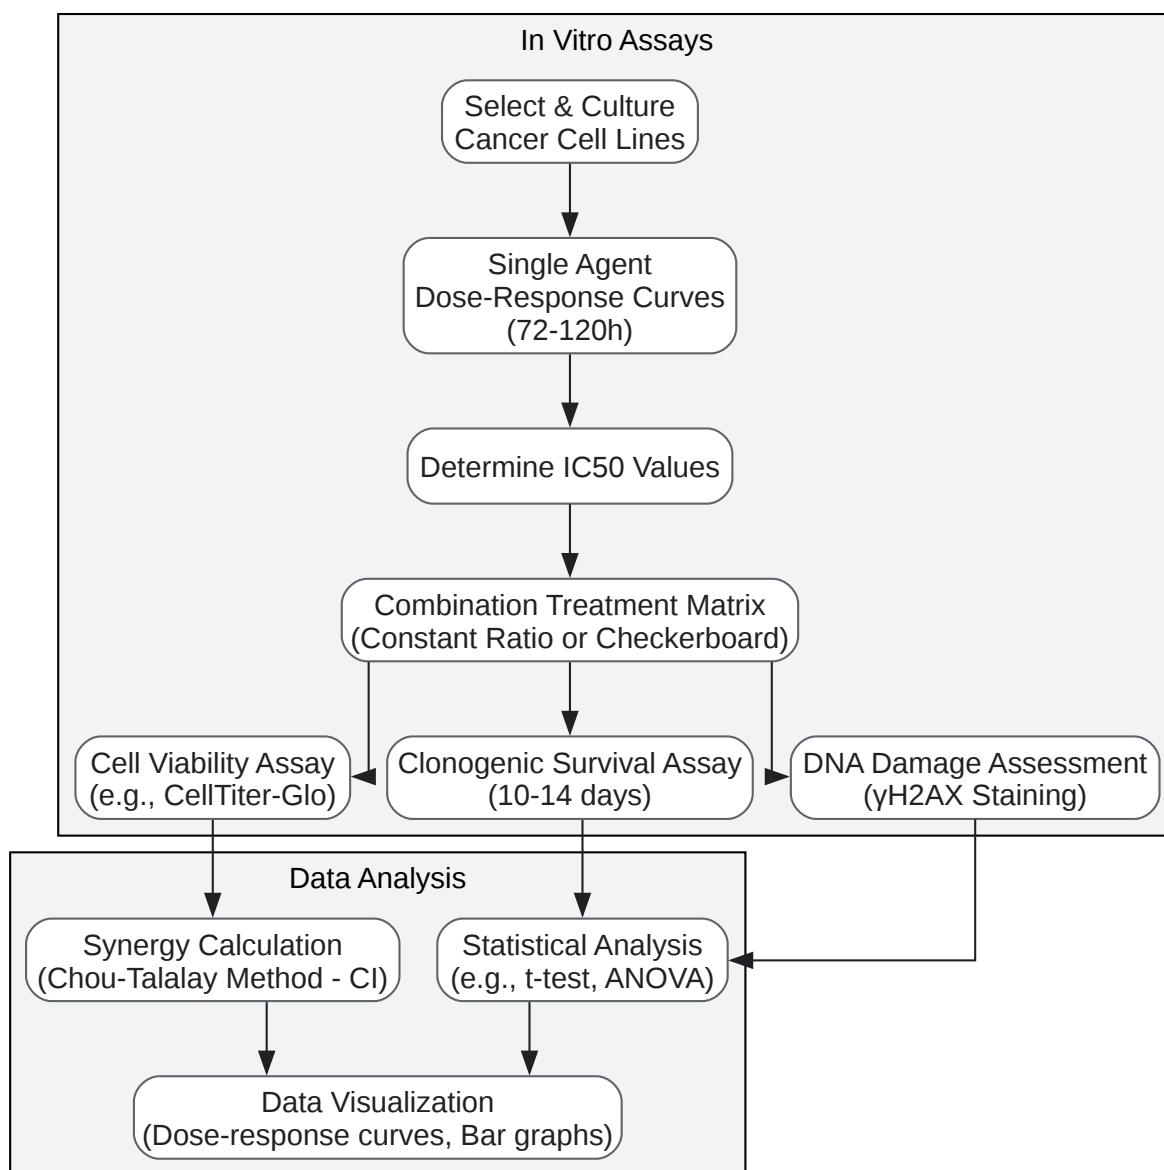 In Vitro Assays
Select & Culture
Cancer Cell Lines
Single Agent
Dose-Response Curves
(72-120h)
Determine IC50 Values
Combination Treatment Matrix
(Constant Ratio or Checkerboard)
Cell Viability Assay
(e.g., CellTiter-Glo)
Clonogenic Survival Assay
(10-14 days)
DNA Damage Assessment
(γH2AX Staining)
Data Analysis
Synergy Calculation
(Chou-Talalay Method - CI)
Statistical Analysis
(e.g., t-test, ANOVA)
Data Visualization
(Dose-response curves, Bar graphs)